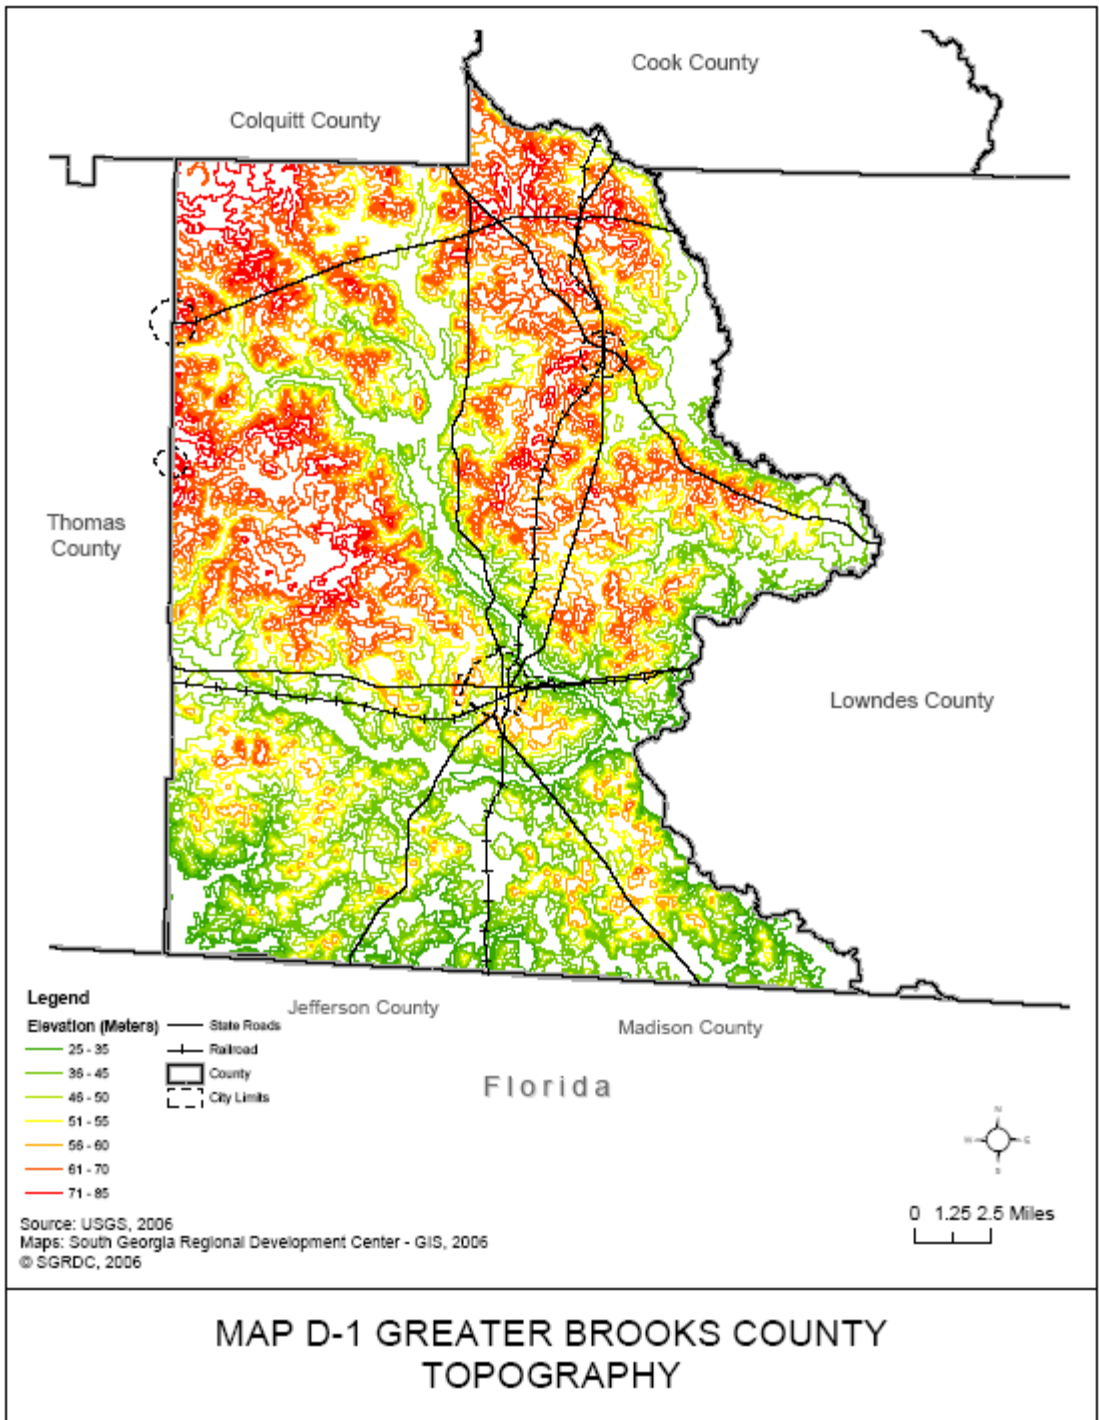 Cook County
Colquitt County
Thomas
County
Lowndes County
Jefferson County
Madison County
Florida
Legend
Elevation (Meters)
25 - 35
36 - 45
46 - 50
51 - 55
56 - 60
61 - 70
71 - 85
State Roads
Railroad
County
City Limits
N
W
E
S
0 1.25 2.5 Miles
Source: USGS, 2006
Maps: South Georgia Regional Development Center - GIS, 2006
© SGRDC, 2006
MAP D-1 GREATER BROOKS COUNTY
TOPOGRAPHY